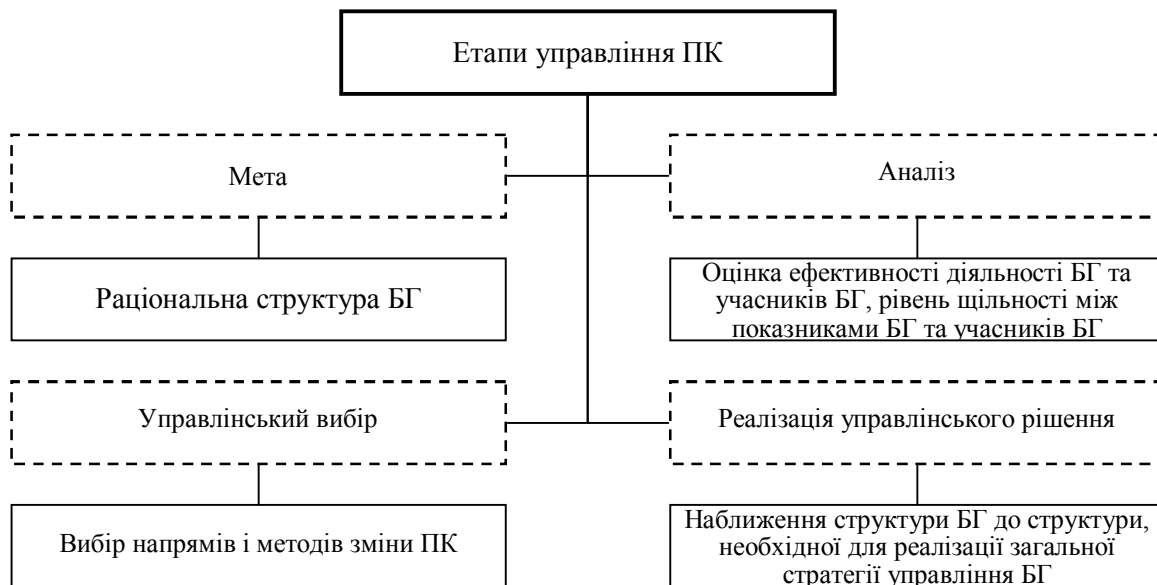 Етапи управління ПК
Мета
Аналіз
Раціональна структура БГ
Оцінка ефективності діяльності БГ та
учасників БГ, рівень щільності між
показниками БГ та учасників БГ
Управлінський вибір
Реалізація управлінського рішення
Вибір напрямів і методів зміни ПК
Наближення структури БГ до структури,
необхідної для реалізації загальної
стратегії управління БГ